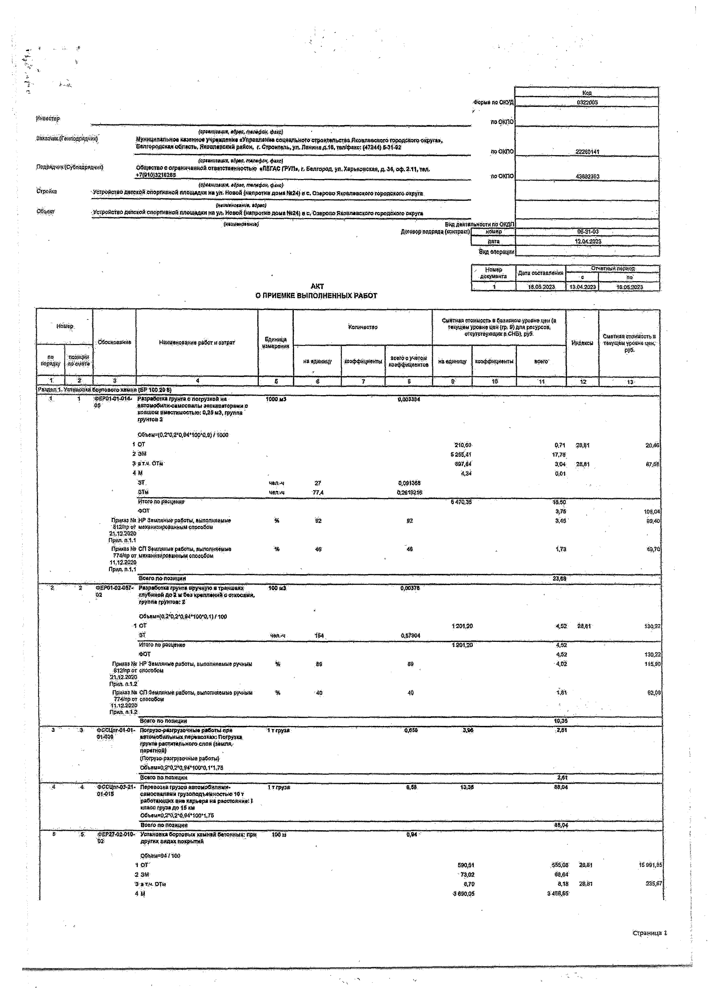 Код
Форма по ОКУД 0322005
Инвестор
по ОКПО
(организация, адрес, телефон, факс)
Заказчик (Генподрядчик) Муниципальное казенное учреждение «Управление социального строительства Яковлевского городского округа»,
Белгородская область, Яковлевский район, г. Строитель, ул. Ленина д.16, тел/факс: (47244) 5-31-92
по ОКПО 22260141
(организация, адрес, телефон, факс)
Подрядчик (Субподрядчик) Общество с ограниченной ответственностью «ПЕГАС ГРУП», г. Белгород, ул. Харьковская, д. 34, оф. 2.11, тел.
+7(910)3218265
по ОКПО
(организация, адрес, телефон, факс)
Стройка Устройство детской спортивной площадки на ул. Новой (напротив дома №24) в с. Озерово Яковлевского городского округа
(наименование, адрес)
Объект Устройство детской спортивной площадки на ул. Новой (напротив дома №24) в с. Озерово Яковлевского городского округа
(наименование)
Вид деятельности по ОКДП
Договор подряда (контракт) номер 06-31-03
дата 12.04.2023
Вид операции
Номер документа Дата составления Отчетный период
с по
1 18.05.2023 13.04.2023 18.05.2023
АКТ
О ПРИЕМКЕ ВЫПОЛНЕННЫХ РАБОТ
Номер Обоснование Наименование работ и затрат Единица измерения Количество Сметная стоимость в базисном уровне цен (в текущем уровне цен (гр. 9) для ресурсов, отсутствующих в СНБ), руб. Индексы Сметная стоимость в текущем уровне цен, руб.
по порядку позиции по смете на единицу коэффициенты всего с учетом коэффициентов на единицу коэффициенты всего
1 2 3 4 5 6 7 8 9 10 11 12 13
Раздел 1. Установка бортового камня (БР 100.20.8)
1 1 ФЕР01-01-014- Разработка грунта с погрузкой на 1000 м3 0,003384
автомобили-самосвалы экскаваторами с
ковшом вместимостью: 0,25 м3, группа
грунтов 2
Объем=(0,2*0,2*0,94*100*0,9) / 1000
1 ОТ 210,60 0,71 28,81 20,46
2 ЭМ 5 255,41 17,78
3 в т.ч. ОТм 897,64 3,04 28,81 87,58
4 М 4,34 0,01
ЗТ чел.-ч 27 0,091368
ЗТм чел.-ч 77,4 0,2619216
Итого по расценке 5 470,35 18,50
ФОТ 3,75 108,04
Приказ № НР Земляные работы, выполняемые % 92 92 3,45 99,40
812/пр от механизированным способом
21.12.2020
Прил. п.1.1
Приказ № СП Земляные работы, выполняемые % 46 46 1,73 49,70
774/пр от механизированным способом
11.12.2020
Прил. п.1.1
Всего по позиции 23,68
2 2 ФЕР01-02-057- Разработка грунта вручную в траншеях 100 м3 0,00376
02 глубиной до 2 м без креплений с откосами,
группа грунтов: 2
Объем=(0,2*0,2*0,94*100*0,1) / 100
1 ОТ 1 201,20 4,52 28,81 130,22
ЗТ чел.-ч 154 0,57904
Итого по расценке 1 201,20 4,52
ФОТ 4,52 130,22
Приказ № НР Земляные работы, выполняемые ручным % 89 89 4,02 115,90
812/пр от способом
21.12.2020
Прил. п.1.2
Приказ № СП Земляные работы, выполняемые ручным % 40 40 1,81 52,09
774/пр от способом
11.12.2020
Прил. п.1.2
Всего по позиции 10,35
3 3 ФССЦпг-01-01- Погрузо-разгрузочные работы при 1 т груза 0,658 3,96 2,61
01-039 автомобильных перевозках: Погрузка
грунта растительного слоя (земля,
перегной)
(Погрузо-разгрузочные работы)
Объем=0,2*0,2*0,94*100*0,1*1,75
Всего по позиции 2,61
4 4 ФССЦпг-03-21- Перевозка грузов автомобилями- 1 т груза 6,58 13,38 88,04
01-015 самосвалами грузоподъемностью 10 т
работающих вне карьера на расстояние: I
класс груза до 15 км
Объем=0,2*0,2*0,94*100*1,75
Всего по позиции 88,04
5 5 ФЕР27-02-010- Установка бортовых камней бетонных: при 100 м 0,94
02 других видах покрытий
Объем=94 / 100
1 ОТ 590,51 555,08 28,81 15 991,85
2 ЭМ 73,02 68,64
3 в т.ч. ОТм 8,70 8,18 28,81 235,67
4 М 3 690,05 3 468,65
Страница 1